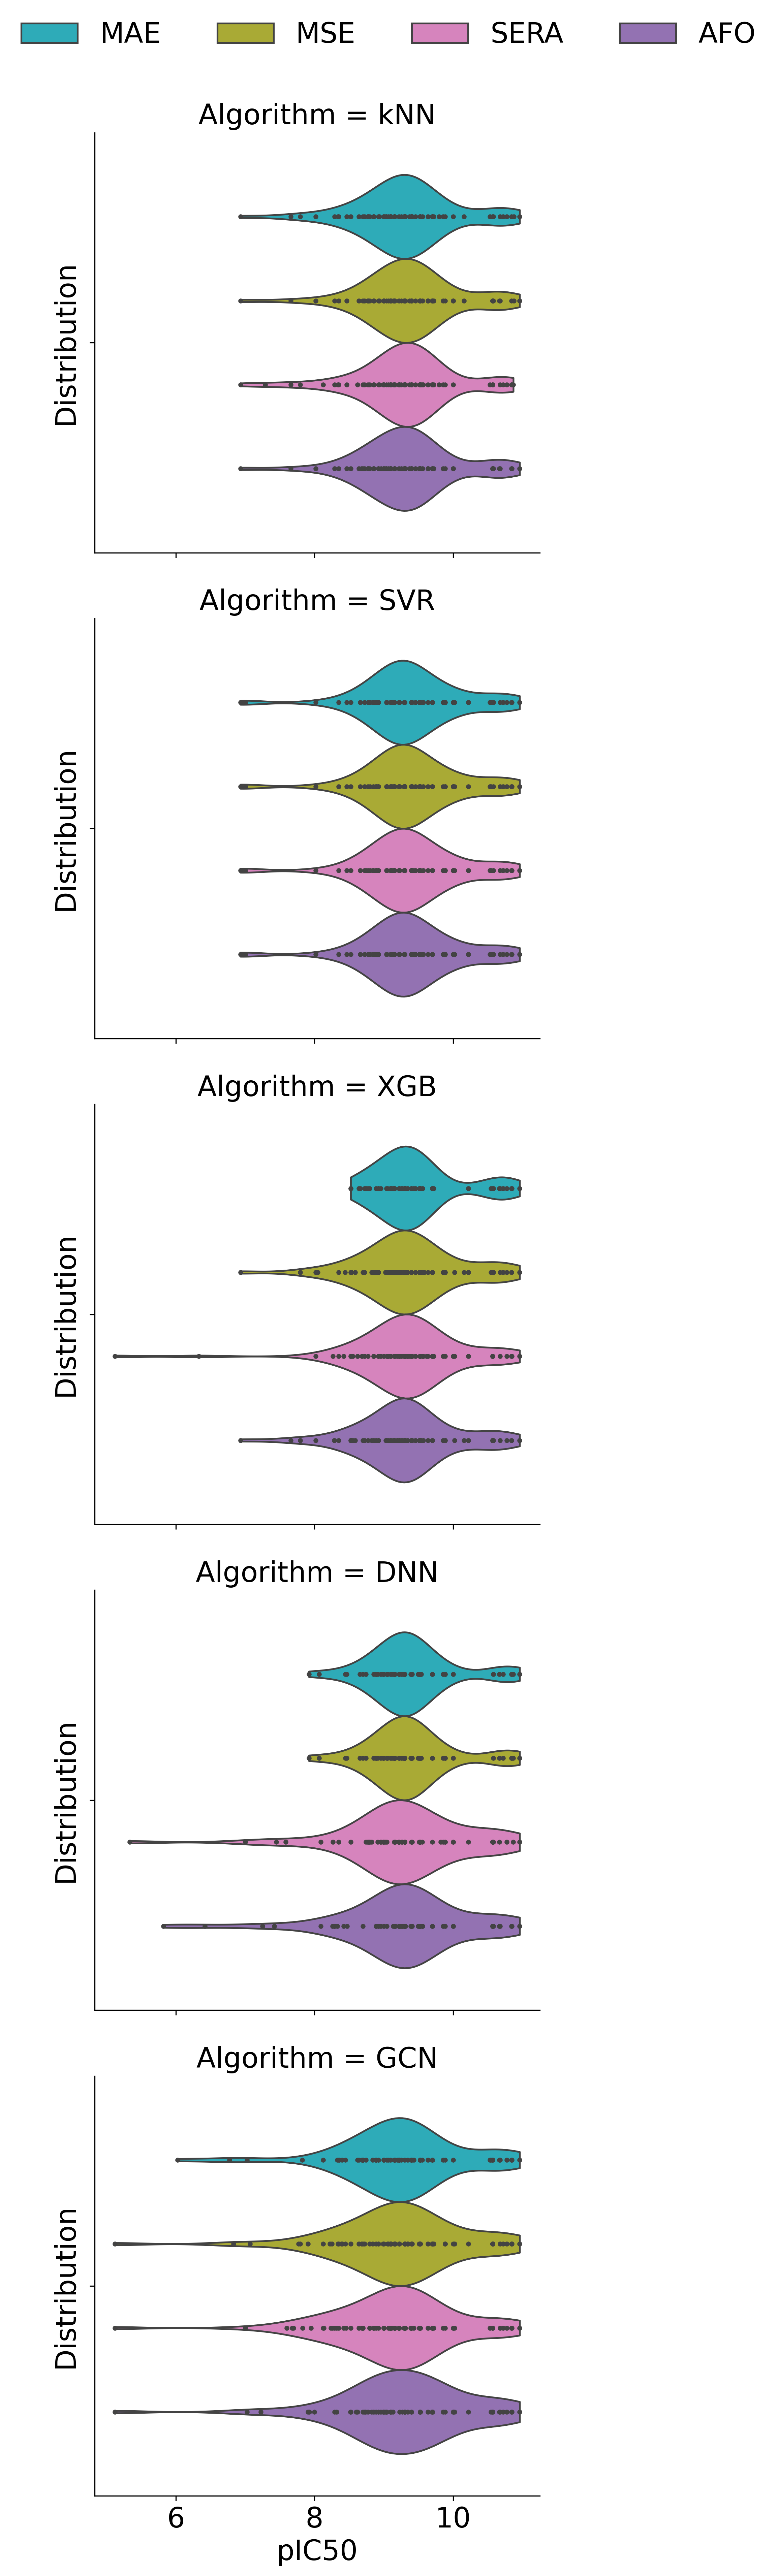 MAE MSE SERA AFO
Algorithm = kNN
Distribution
Algorithm = SVR
Distribution
Algorithm = XGB
Distribution
Algorithm = DNN
Distribution
Algorithm = GCN
Distribution
6 8 10
pIC50